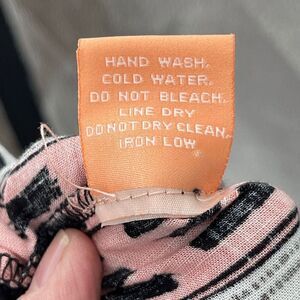 HAND WASH.
COLD WATER.
DO NOT BLEACH.
LINE DRY
DO NOT DRY CLEAN.
IRON LOW